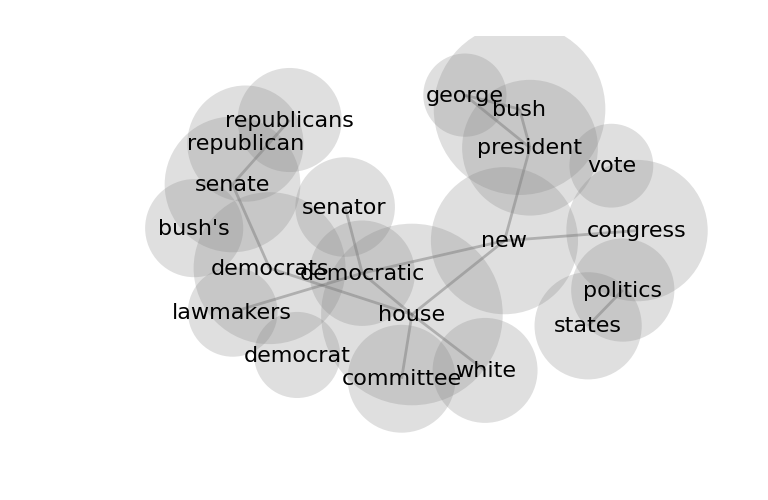 george
bush
republicans
republican
president
vote
senate
senator
bush's
congress
new
democrats
democratic
politics
lawmakers
house
states
democrat
white
committee